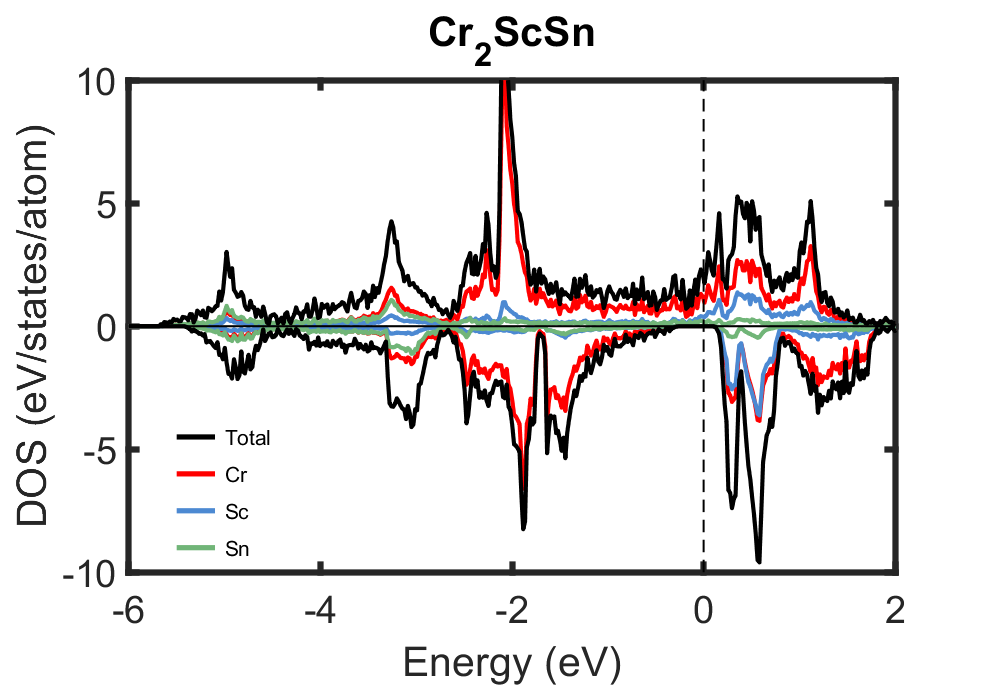 Cr2ScSn
DOS (eV/states/atom)
10
5
0
-5
-10
Total
Cr
Sc
Sn
-6 -4 -2 0 2
Energy (eV)